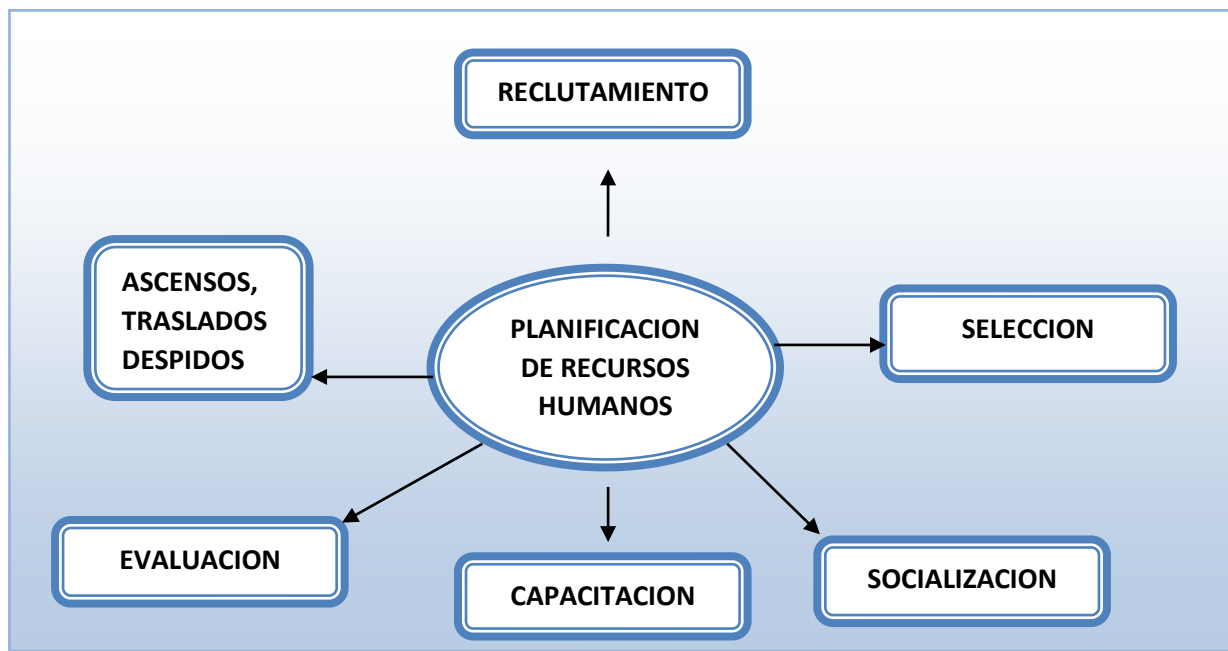 RECLUTAMIENTO
ASCENSOS,
TRASLADOS
DESPIDOS
PLANIFICACION
DE RECURSOS
HUMANOS
SELECCION
EVALUACION
CAPACITACION
SOCIALIZACION